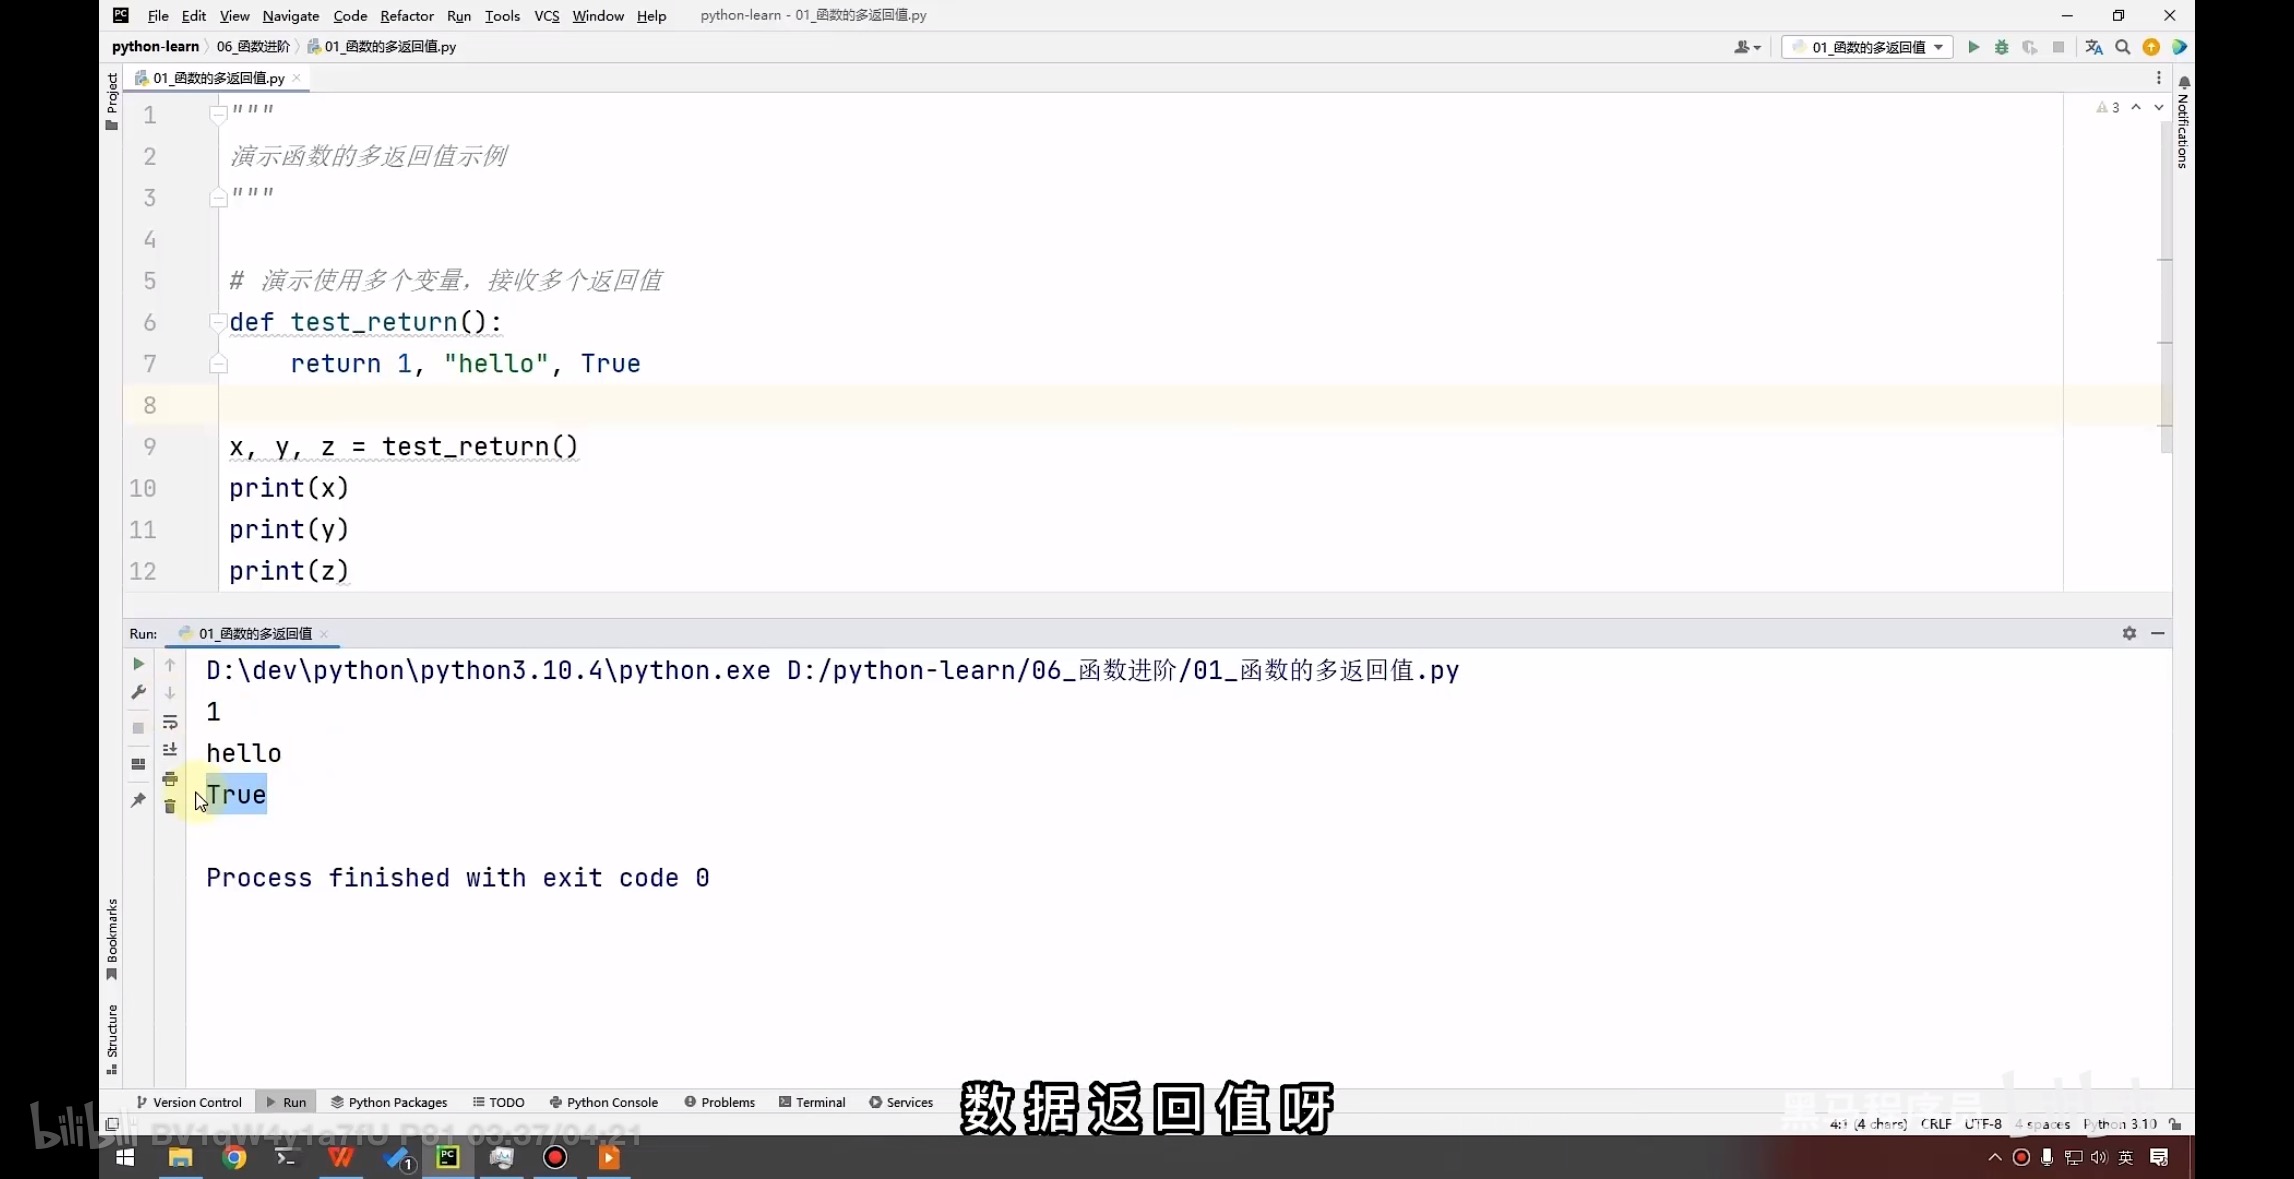 File Edit View Navigate Code Refactor Run Tools VCS Window Help python-learn - 01_函数的多返回值.py
python-learn 06_函数进阶 01_函数的多返回值.py 01_函数的多返回值
Project
01_函数的多返回值.py
3
Notifications
1 """
2 演示函数的多返回值示例
3 """
4
5 # 演示使用多个变量，接收多个返回值
6 def test_return():
7 return 1, "hello", True
8
9 x, y, z = test_return()
10 print(x)
11 print(y)
12 print(z)
Run: 01_函数的多返回值
D:\dev\python\python3.10.4\python.exe D:/python-learn/06_函数进阶/01_函数的多返回值.py
1
hello
True
Process finished with exit code 0
Bookmarks
Structure
Version Control Run Python Packages TODO Python Console Problems Terminal Services
数据返回值呀
黑马程序员
4:1 (4 chars) CRLF UTF-8 4 spaces Python 3.10
bilibili BV1qW4y1a7fU P81 03:37/04:21
PC 1 英